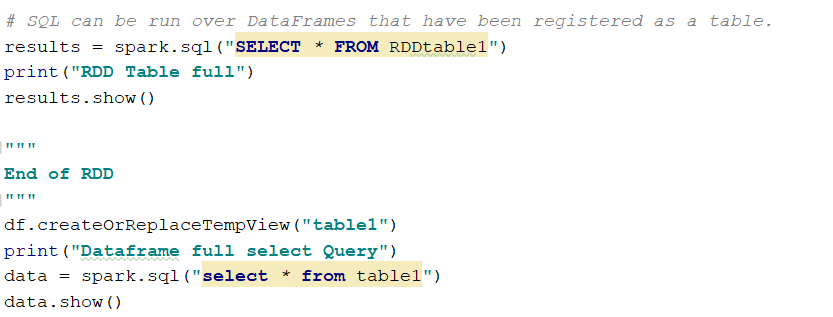 # SQL can be run over DataFrames that have been registered as a table.
results = spark.sql("SELECT * FROM RDDtable1")
print("RDD Table full")
results.show()
"""
End of RDD
"""
df.createOrReplaceTempView("table1")
print("Dataframe full select Query")
data = spark.sql("select * from table1")
data.show()